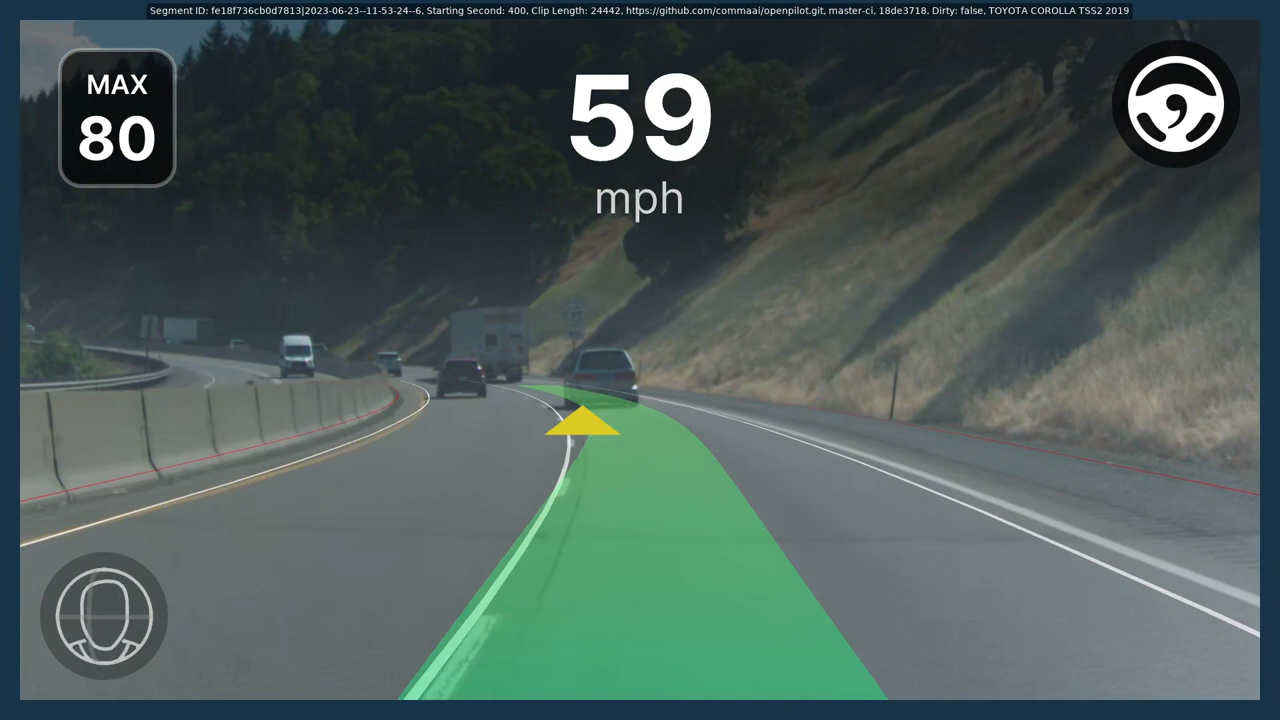 Segment ID: fe18f736cb0d7813|2023-06-23--11-53-24--6, Starting Second: 400, Clip Length: 24442, https://github.com/commaai/openpilot.git, master-ci, 18de3718, Dirty: false, TOYOTA COROLLA TSS2 2019
MAX
80
59
mph